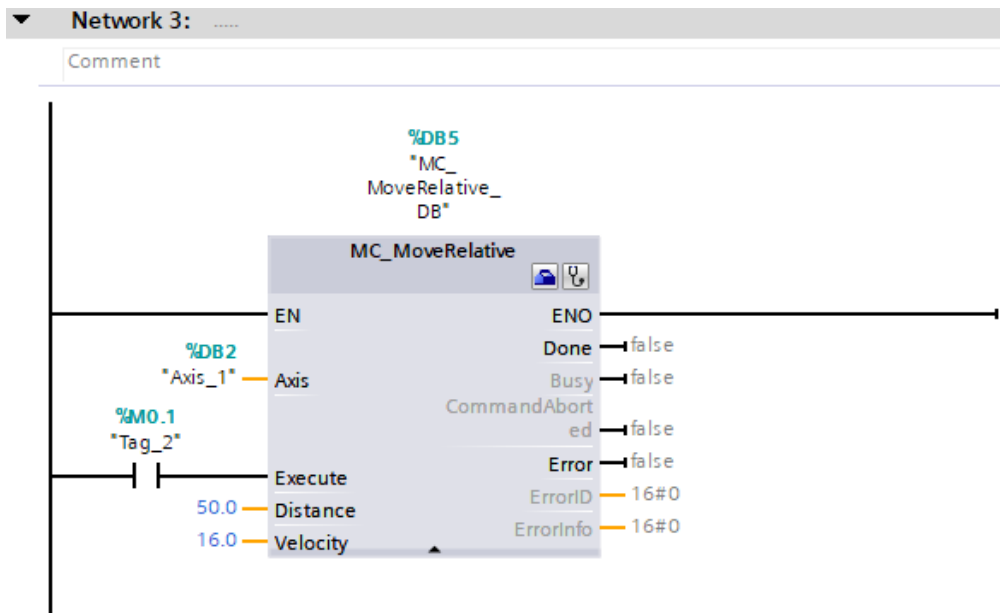 Network 3: .....
Comment
%DB5
"MC_
MoveRelative_
DB"
MC_MoveRelative
EN ENO
Done false
%DB2
"Axis_1" Axis Busy false
CommandAbort
ed false
%M0.1
"Tag_2"
Execute Error false
50.0 Distance ErrorID 16#0
16.0 Velocity ErrorInfo 16#0